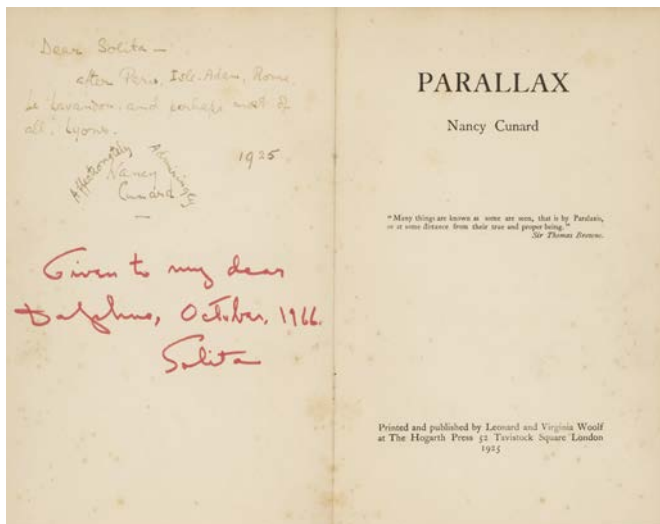 Dear Solita —
after Paris, Isle-Adam, Rome,
Le Lavandou, and perhaps most of
all, Lyons.
1925
Affectionately Admiringly
Nancy
Cunard
Given to my dear
October, 1966.
Solita
PARALLAX
Nancy Cunard
"Many things are known as some are seen, that is by Paralaxis,
or at some distance from their true and proper being."
Sir Thomas Browne.
Printed and published by Leonard and Virginia Woolf
at The Hogarth Press 52 Tavistock Square London
1925